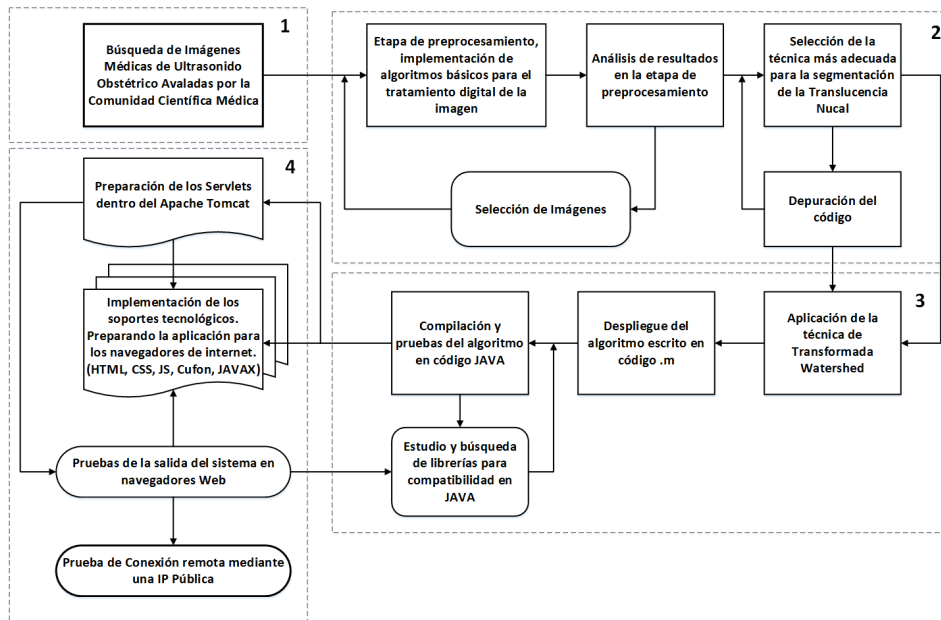 1
Búsqueda de Imágenes
Médicas de Ultrasonido
Obstétrico Avaladas por la
Comunidad Científica Médica
2
Etapa de preprocesamiento,
implementación de
algoritmos básicos para el
tratamiento digital de la
imagen
Análisis de resultados
en la etapa de
preprocesamiento
Selección de la
técnica más adecuada
para la segmentación
de la Translucencia
Nucal
Selección de Imágenes
Depuración del
código
3
Aplicación de la
técnica de
Transformada
Watershed
Despliegue del
algoritmo escrito en
código .m
Compilación y
pruebas del algoritmo
en código JAVA
Estudio y búsqueda
de librerías para
compatibilidad en
JAVA
4
Preparación de los Servlets
dentro del Apache Tomcat
Implementación de los
soportes tecnológicos.
Preparando la aplicación para
los navegadores de internet.
(HTML, CSS, JS, Cufon, JAVAX)
Pruebas de la salida del sistema en
navegadores Web
Prueba de Conexión remota mediante
una IP Pública